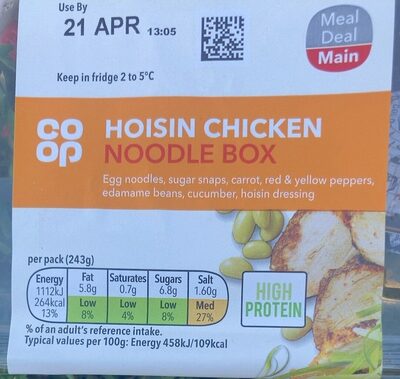 Use By
21 APR 13:05
Meal
Deal
Main
Keep in fridge 2 to 5°C
CO
OP
HOISIN CHICKEN
NOODLE BOX
Egg noodles, sugar snaps, carrot, red & yellow peppers,
edamame beans, cucumber, hoisin dressing
per pack (243g)
Energy Fat Saturates Sugars Salt
1112kJ 5.8g 0.7g 6.8g 1.60g
264kcal Low Low Low Med
13% 8% 4% 8% 27%
HIGH
PROTEIN
% of an adult's reference intake.
Typical values per 100g: Energy 458kJ/109kcal